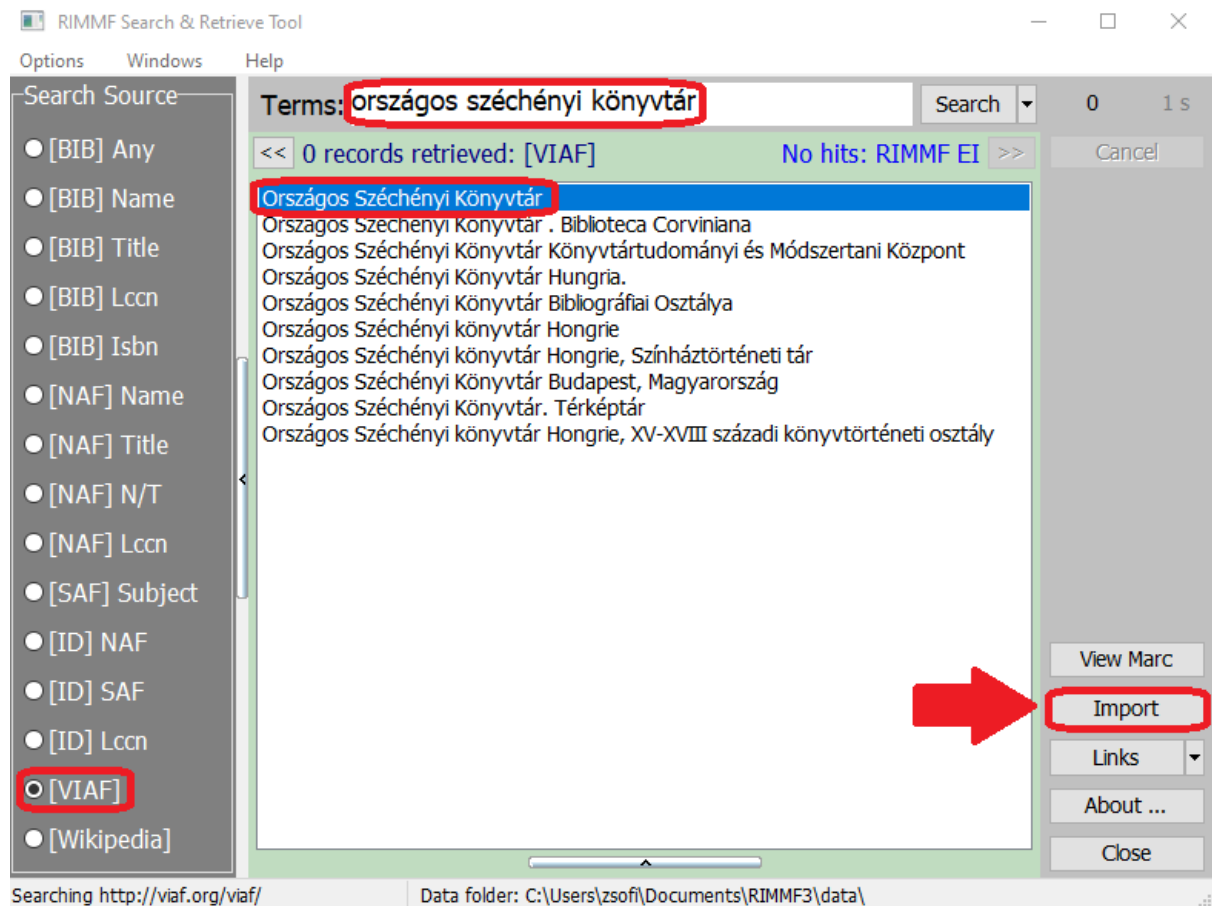 RIMMF Search & Retrieve Tool
Options Windows Help
Search Source
[BIB] Any
[BIB] Name
[BIB] Title
[BIB] Lccn
[BIB] Isbn
[NAF] Name
[NAF] Title
[NAF] N/T
[NAF] Lccn
[SAF] Subject
[ID] NAF
[ID] SAF
[ID] Lccn
[VIAF]
[Wikipedia]
Terms: országos széchényi könyvtár Search 0 1 s
<< 0 records retrieved: [VIAF] No hits: RIMMF EI >> Cancel
Országos Széchényi Könyvtár
Országos Széchényi Könyvtár . Biblioteca Corviniana
Országos Széchényi Könyvtár Könyvtártudományi és Módszertani Központ
Országos Széchényi Könyvtár Hungria.
Országos Széchényi Könyvtár Bibliográfiai Osztálya
Országos Széchényi könyvtár Hongrie
Országos Széchényi könyvtár Hongrie, Színháztörténeti tár
Országos Széchényi Könyvtár Budapest, Magyarország
Országos Széchényi Könyvtár. Térképtár
Országos Széchényi könyvtár Hongrie, XV-XVIII századi könyvtörténeti osztály
View Marc
Import
Links
About ...
Close
Searching http://viaf.org/viaf/ Data folder: C:\Users\zsofi\Documents\RIMMF3\data\